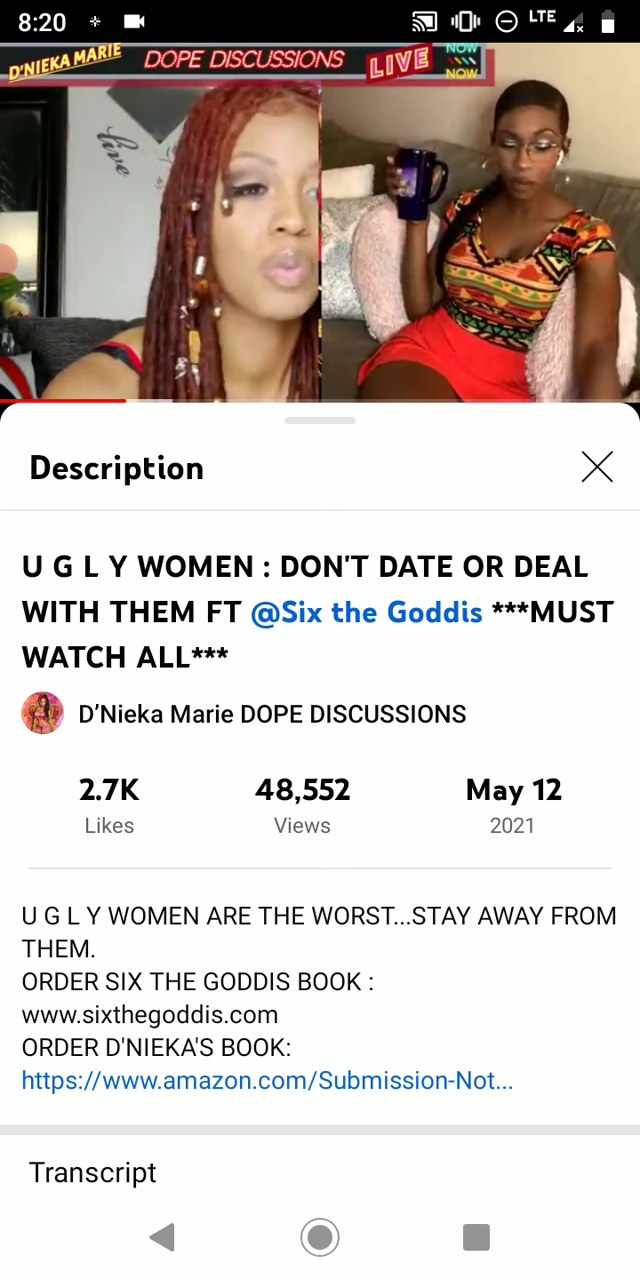 8:20
LTE
D'NIEKA MARIE
DOPE DISCUSSIONS
LIVE
NOW
NOW
live
Description
U G L Y WOMEN : DON'T DATE OR DEAL
WITH THEM FT @Six the Goddis ***MUST
WATCH ALL***
D’Nieka Marie DOPE DISCUSSIONS
2.7K
48,552
May 12
Likes
Views
2021
U G L Y WOMEN ARE THE WORST...STAY AWAY FROM
THEM.
ORDER SIX THE GODDIS BOOK :
www.sixthegoddis.com
ORDER D'NIEKA'S BOOK:
https://www.amazon.com/Submission-Not...
Transcript